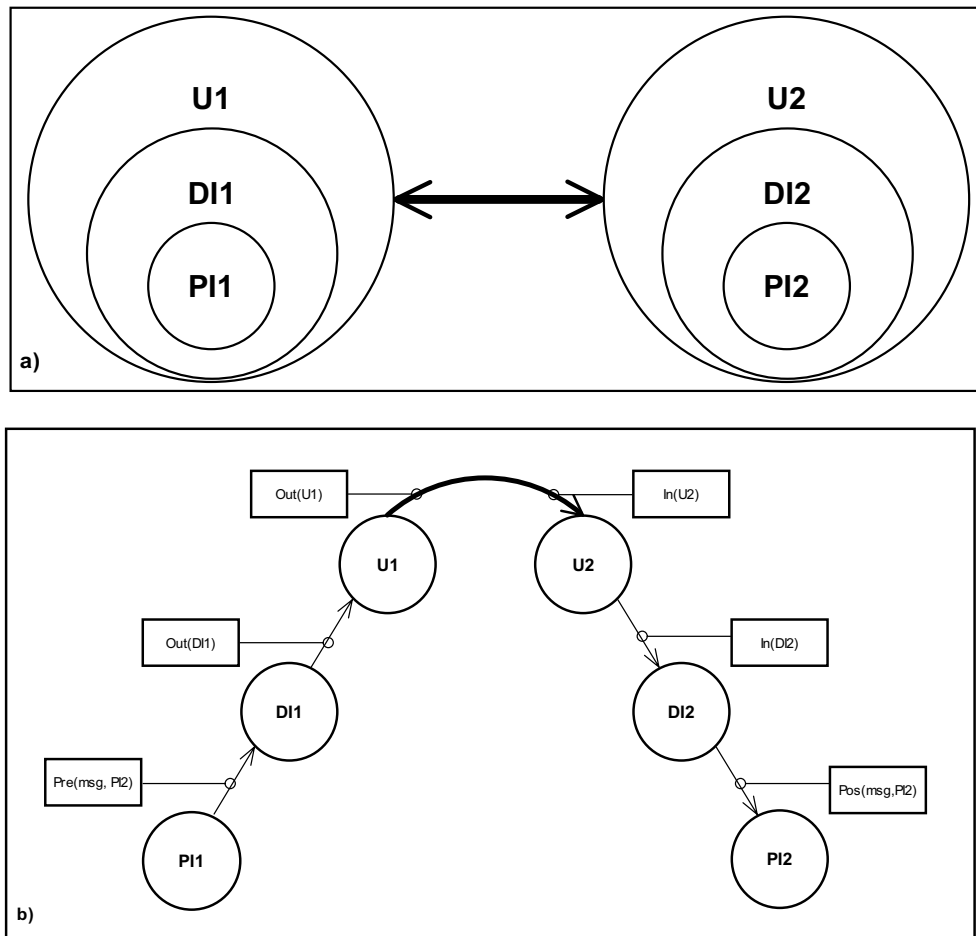 U1
U2
DI1
DI2
PI1
PI2
a)
Out(U1)
In(U2)
U1
U2
Out(DI1)
In(DI2)
DI1
DI2
Pre(msg, PI2)
Pos(msg,PI2)
PI1
PI2
b)